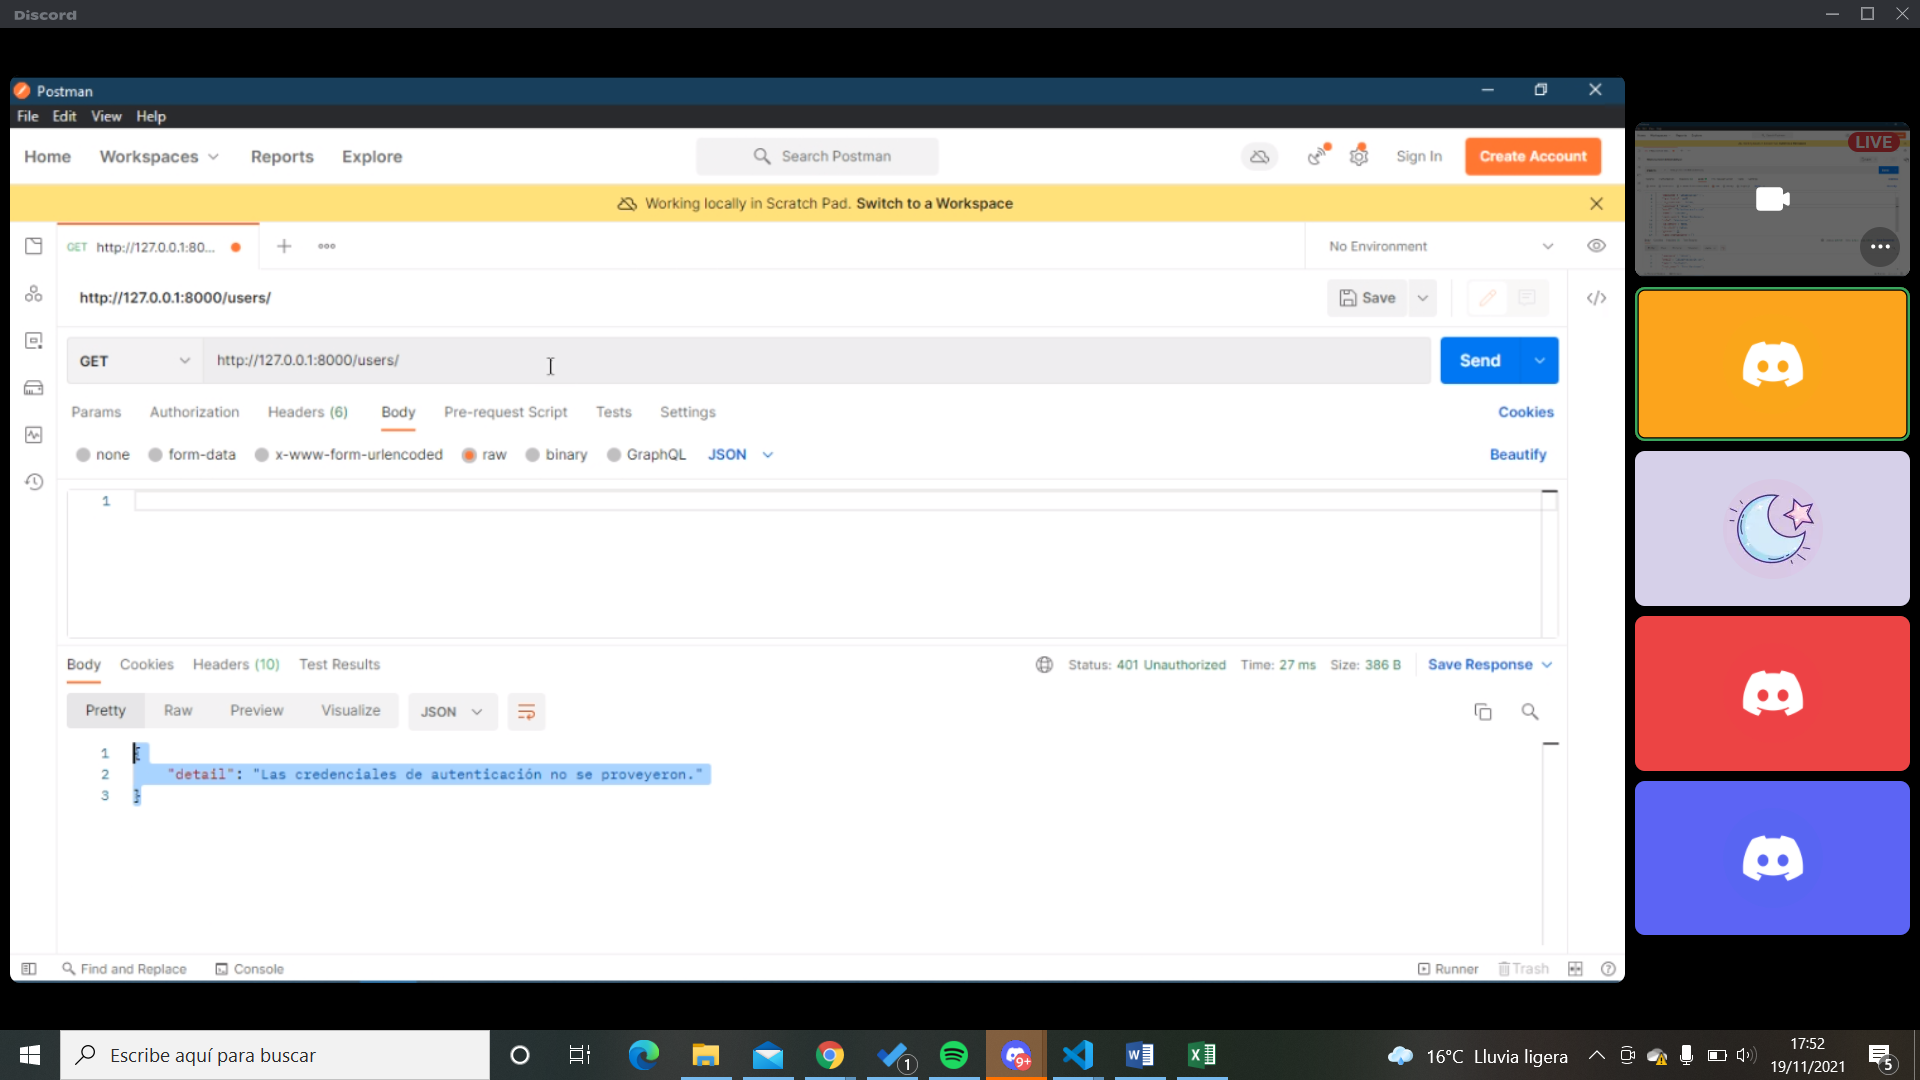 Discord
Postman
File Edit View Help
Home Workspaces Reports Explore Search Postman Sign In Create Account
LIVE
Working locally in Scratch Pad. Switch to a Workspace
GET http://127.0.0.1:80... No Environment
http://127.0.0.1:8000/users/ Save
GET http://127.0.0.1:8000/users/ Send
Params Authorization Headers (6) Body Pre-request Script Tests Settings Cookies
none form-data x-www-form-urlencoded raw binary GraphQL JSON Beautify
1
Body Cookies Headers (10) Test Results Status: 401 Unauthorized Time: 27 ms Size: 386 B Save Response
Pretty Raw Preview Visualize JSON
1 {
2 "detail": "Las credenciales de autenticación no se proveyeron."
3 }
Find and Replace Console Runner Trash
Escribe aquí para buscar 1 9+ 16°C Lluvia ligera 17:52
19/11/2021 5